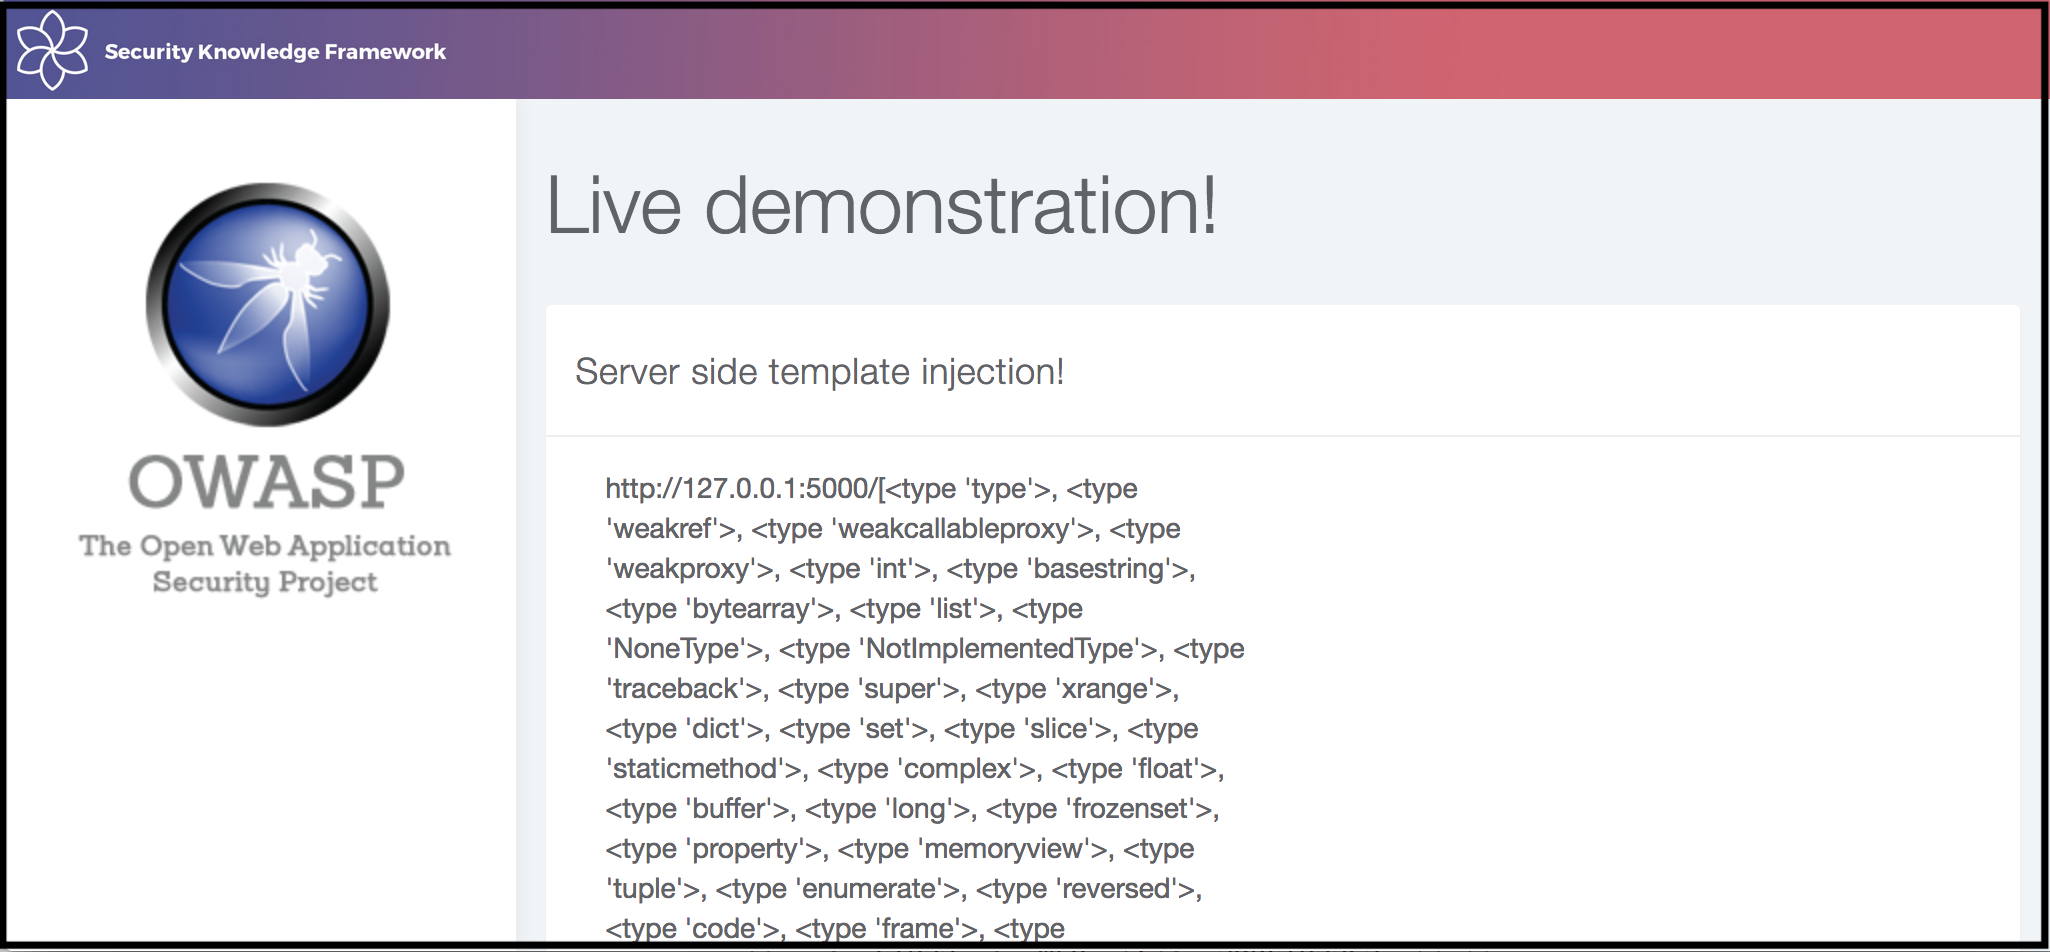 Security Knowledge Framework
OWASP
The Open Web Application
Security Project
Live demonstration!
Server side template injection!
http://127.0.0.1:5000/[<type 'type'>, <type
'weakref'>, <type 'weakcallableproxy'>, <type
'weakproxy'>, <type 'int'>, <type 'basestring'>,
<type 'bytearray'>, <type 'list'>, <type
'NoneType'>, <type 'NotImplementedType'>, <type
'traceback'>, <type 'super'>, <type 'xrange'>,
<type 'dict'>, <type 'set'>, <type 'slice'>, <type
'staticmethod'>, <type 'complex'>, <type 'float'>,
<type 'buffer'>, <type 'long'>, <type 'frozenset'>,
<type 'property'>, <type 'memoryview'>, <type
'tuple'>, <type 'enumerate'>, <type 'reversed'>,
<type 'code'>, <type 'frame'>, <type